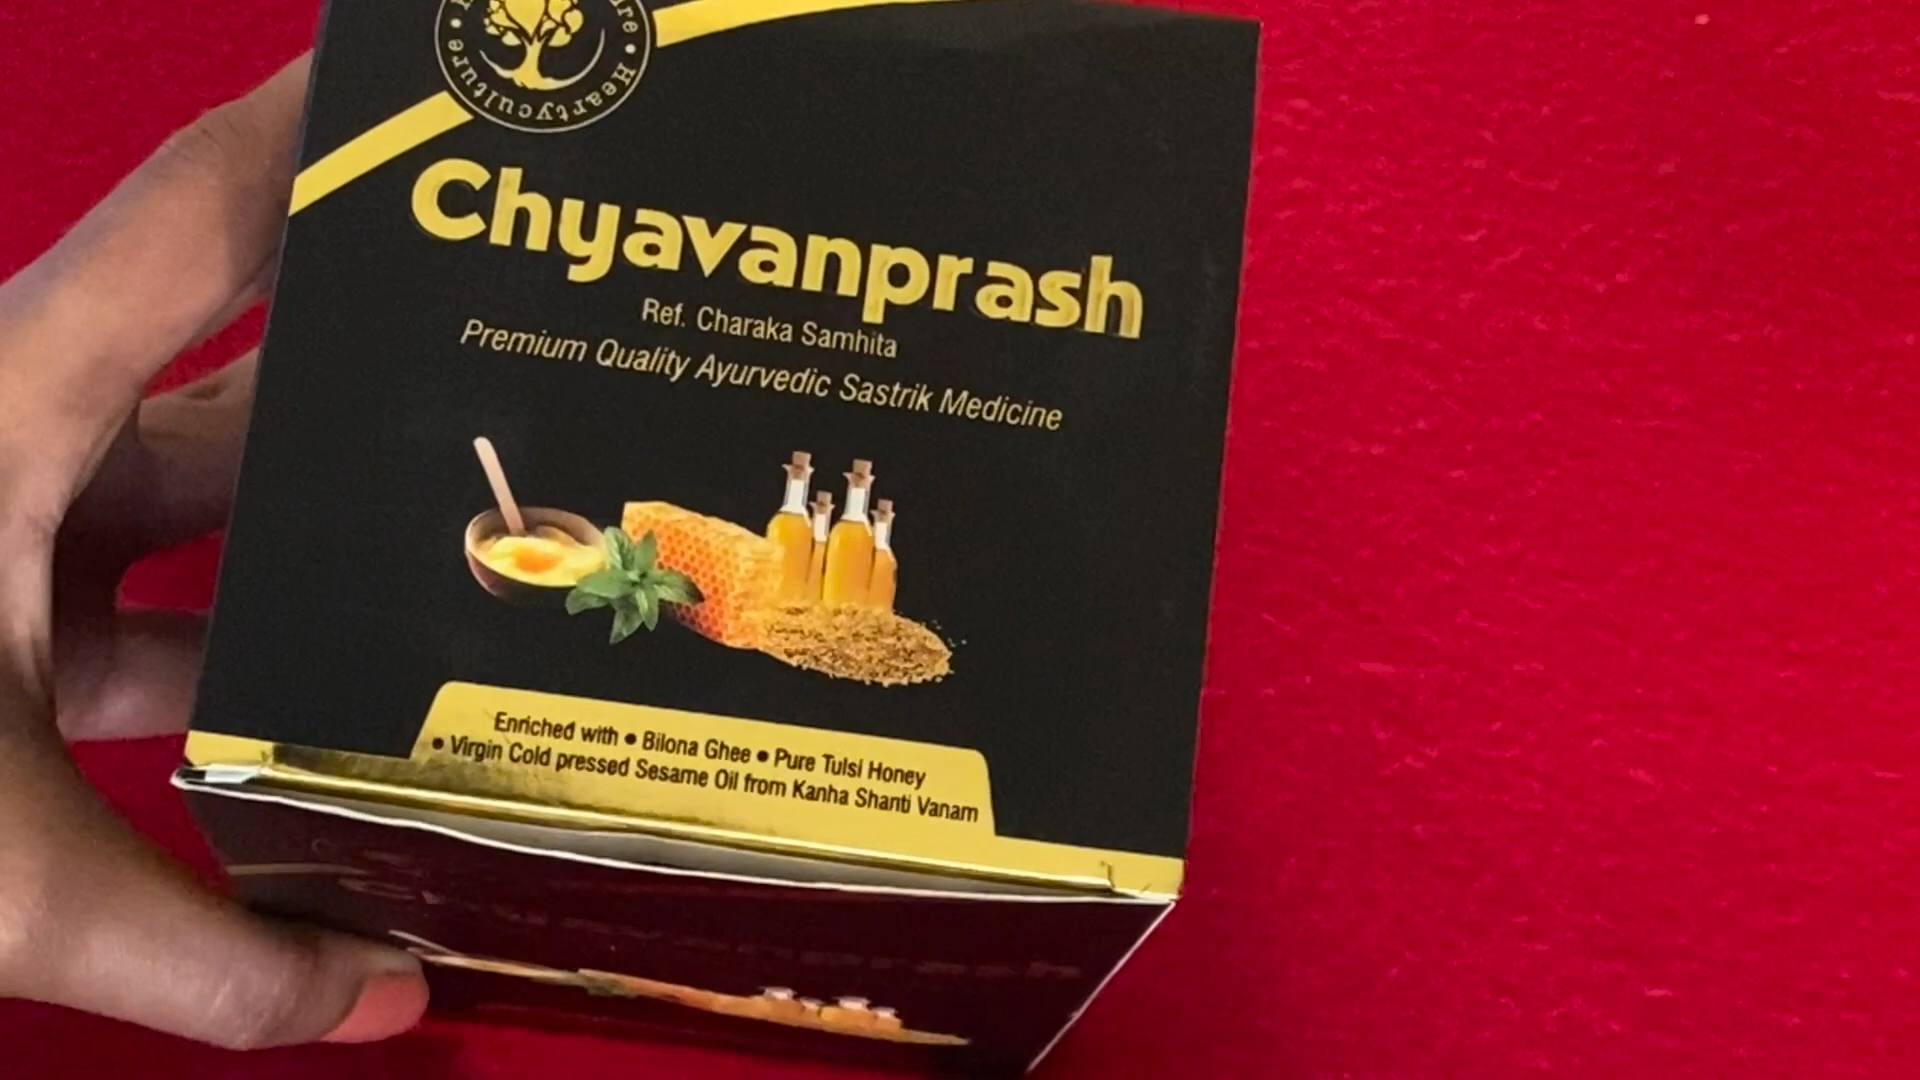 Heartyculture
Chyavanprash
Ref. Charaka Samhita
Premium Quality Ayurvedic Sastrik Medicine
Enriched with • Bilona Ghee • Pure Tulsi Honey
• Virgin Cold pressed Sesame Oil from Kanha Shanti Vanam